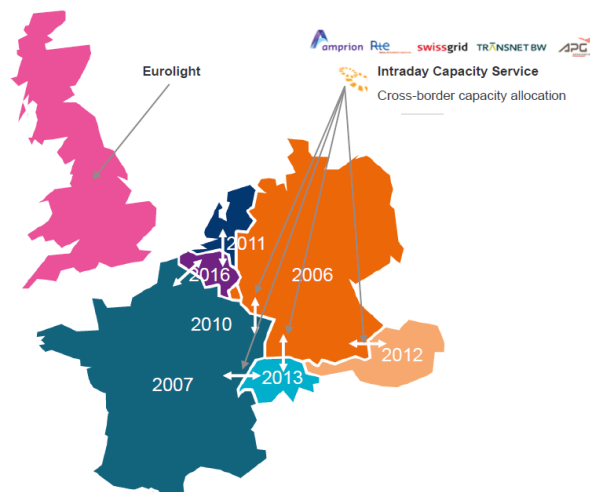 amprion Rte swissgrid TRANSNET BW APG
Eurolight
Intraday Capacity Service
Cross-border capacity allocation
2011
2016
2006
2010
2012
2007
2013